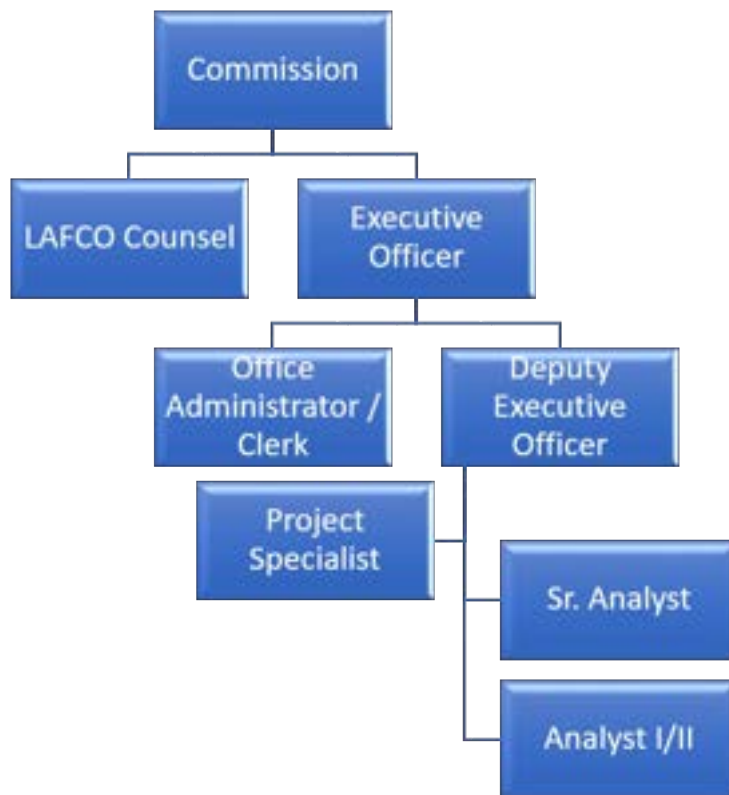 Commission
LAFCO Counsel
Executive
Officer
Office
Administrator /
Clerk
Deputy
Executive
Officer
Project
Specialist
Sr. Analyst
Analyst I/II